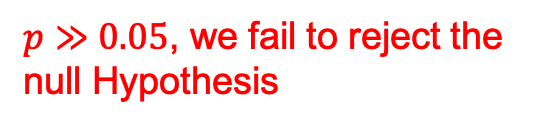 p ≫ 0.05, we fail to reject the
null Hypothesis